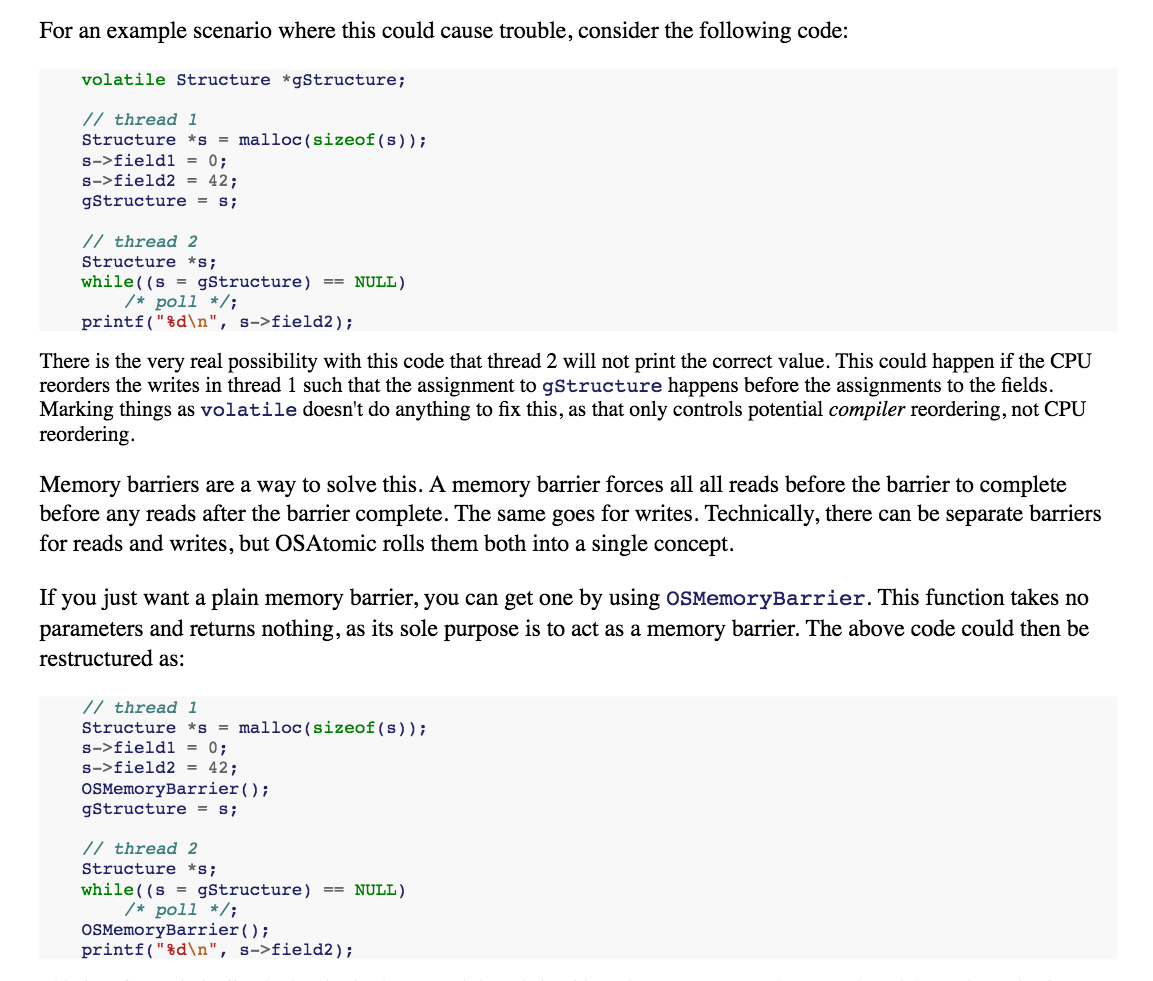 For an example scenario where this could cause trouble, consider the following code:
volatile Structure *gStructure;
// thread 1
Structure *s = malloc(sizeof(s));
s->field1 = 0;
s->field2 = 42;
gStructure = s;
// thread 2
Structure *s;
while((s = gStructure) == NULL)
/* poll */;
printf("%d\n", s->field2);
There is the very real possibility with this code that thread 2 will not print the correct value. This could happen if the CPU
reorders the writes in thread 1 such that the assignment to gStructure happens before the assignments to the fields.
Marking things as volatile doesn't do anything to fix this, as that only controls potential compiler reordering, not CPU
reordering.
Memory barriers are a way to solve this. A memory barrier forces all all reads before the barrier to complete
before any reads after the barrier complete. The same goes for writes. Technically, there can be separate barriers
for reads and writes, but OSAtomic rolls them both into a single concept.
If you just want a plain memory barrier, you can get one by using OSMemoryBarrier. This function takes no
parameters and returns nothing, as its sole purpose is to act as a memory barrier. The above code could then be
restructured as:
// thread 1
Structure *s = malloc(sizeof(s));
s->field1 = 0;
s->field2 = 42;
OSMemoryBarrier();
gStructure = s;
// thread 2
Structure *s;
while((s = gStructure) == NULL)
/* poll */;
OSMemoryBarrier();
printf("%d\n", s->field2);